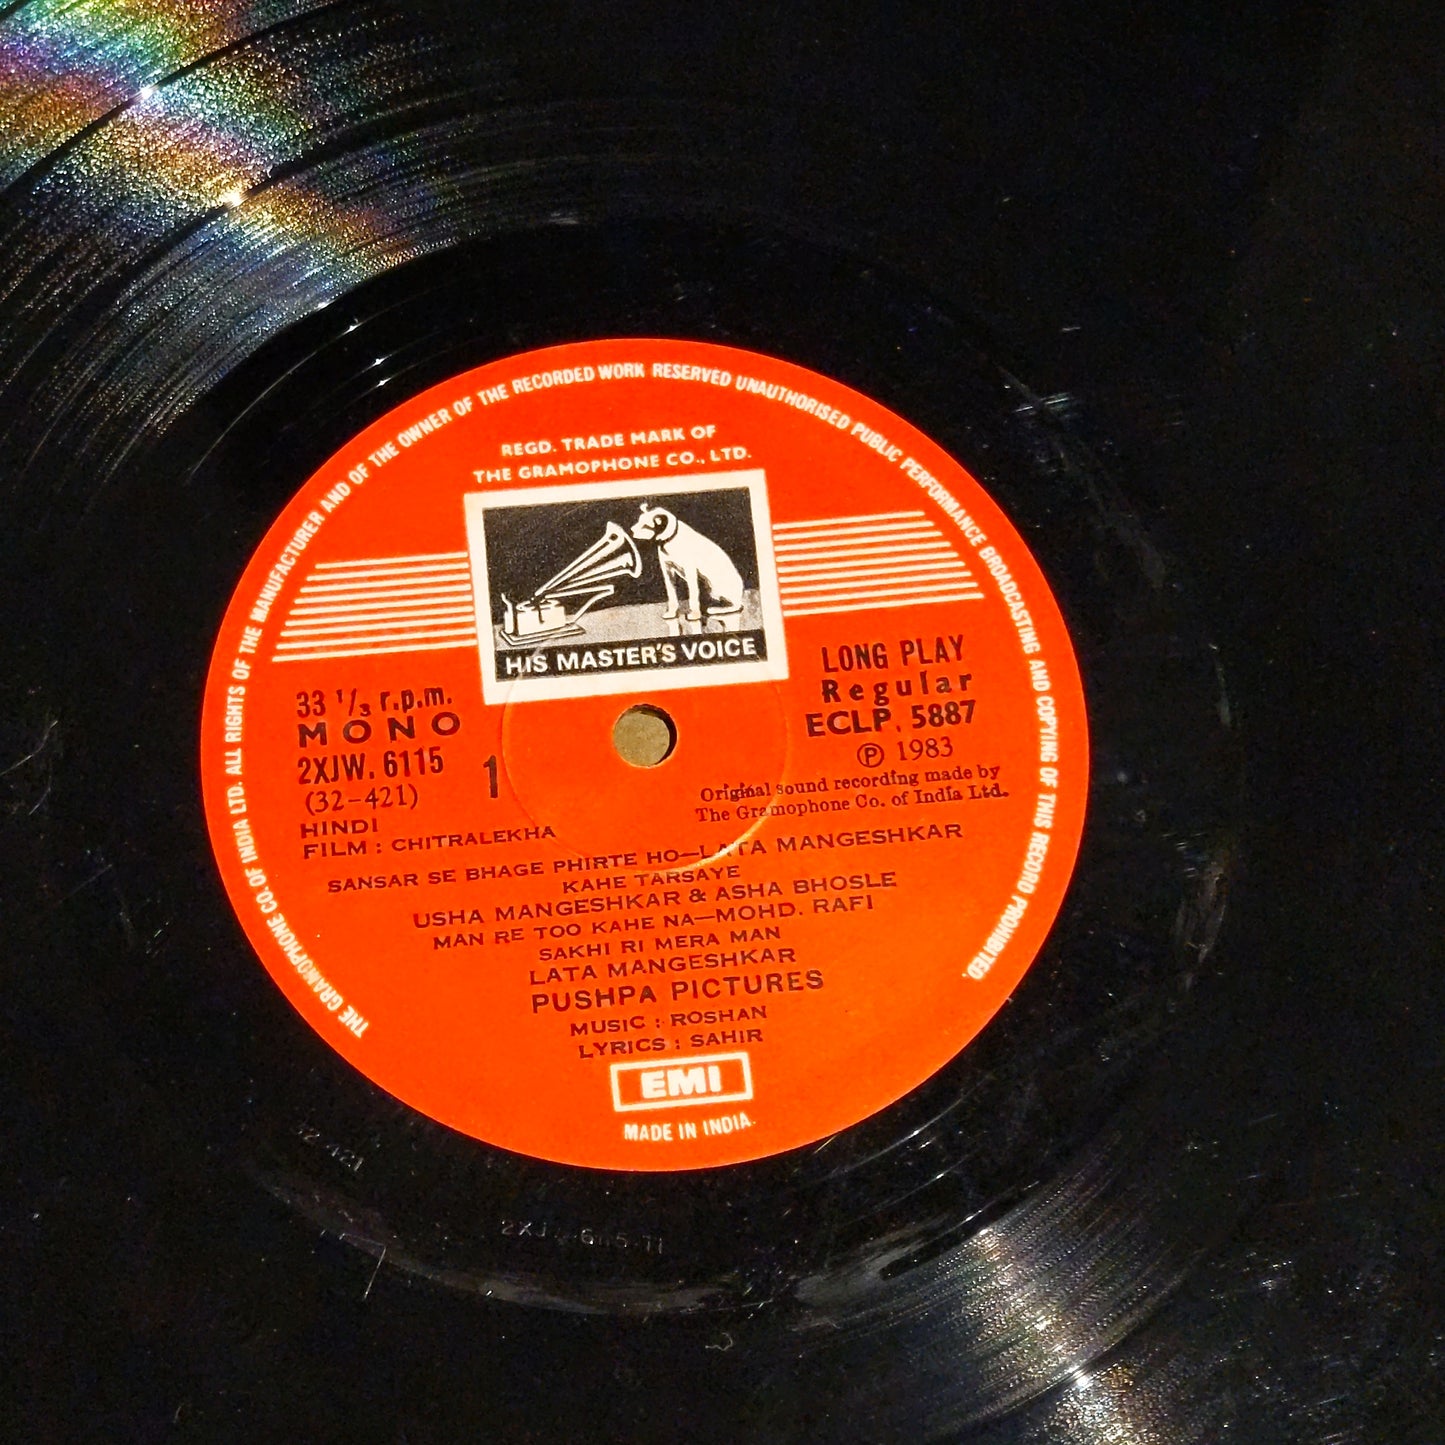 THE GRAMOPHONE CO. OF INDIA LTD. ALL RIGHTS OF THE MANUFACTURER AND OF THE OWNER OF THE RECORDED WORK RESERVED UNAUTHORISED PUBLIC PERFORMANCE BROADCASTING AND COPYING OF THIS RECORD PROHIBITED.
REGD. TRADE MARK OF
THE GRAMOPHONE CO., LTD.
HIS MASTER'S VOICE
33 1/3 r.p.m.
MONO
2XJW. 6115
(32-421)
1
LONG PLAY
Regular
ECLP. 5887
Ⓟ 1983
Original sound recording made by
The Gramophone Co. of India Ltd.
HINDI
FILM : CHITRALEKHA
SANSAR SE BHAGE PHIRTE HO—LATA MANGESHKAR
KAHE TARSAYE
USHA MANGESHKAR & ASHA BHOSLE
MAN RE TOO KAHE NA—MOHD. RAFI
SAKHI RI MERA MAN
LATA MANGESHKAR
PUSHPA PICTURES
MUSIC : ROSHAN
LYRICS : SAHIR
EMI
MADE IN INDIA.